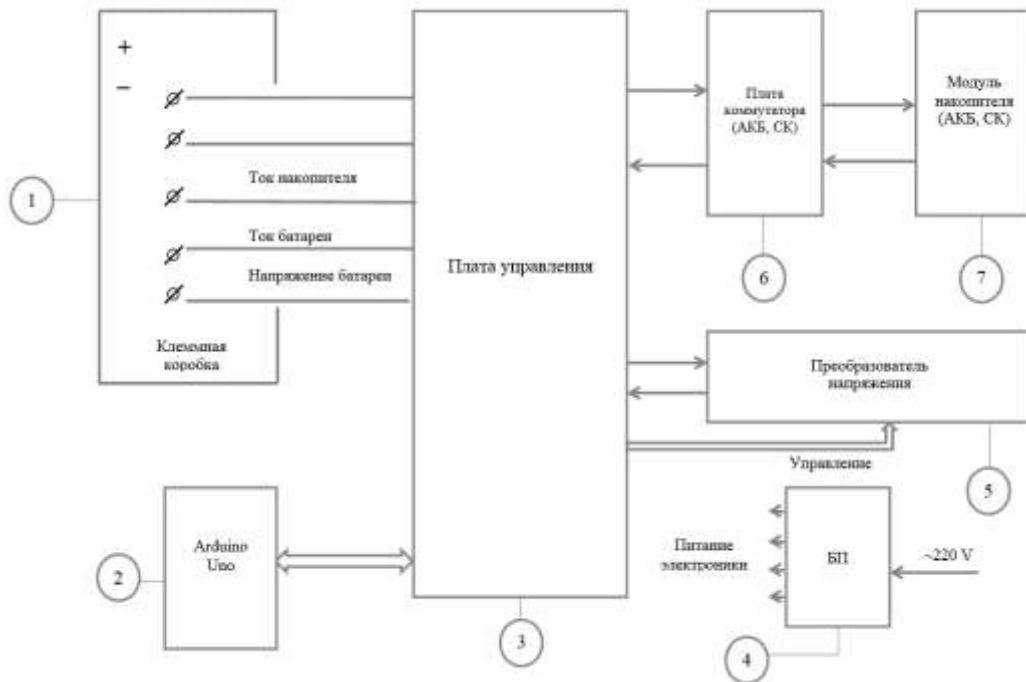 +
−
Ток накопителя
Ток батареи
Напряжение батареи
Клеммная
коробка
1
Arduino
Uno
2
Плата управления
3
Плата
коммутатора
(АКБ, СК)
6
Модуль
накопителя
(АКБ, СК)
7
Преобразователь
напряжения
5
Управление
Питание
электроники
БП
~220 V
4